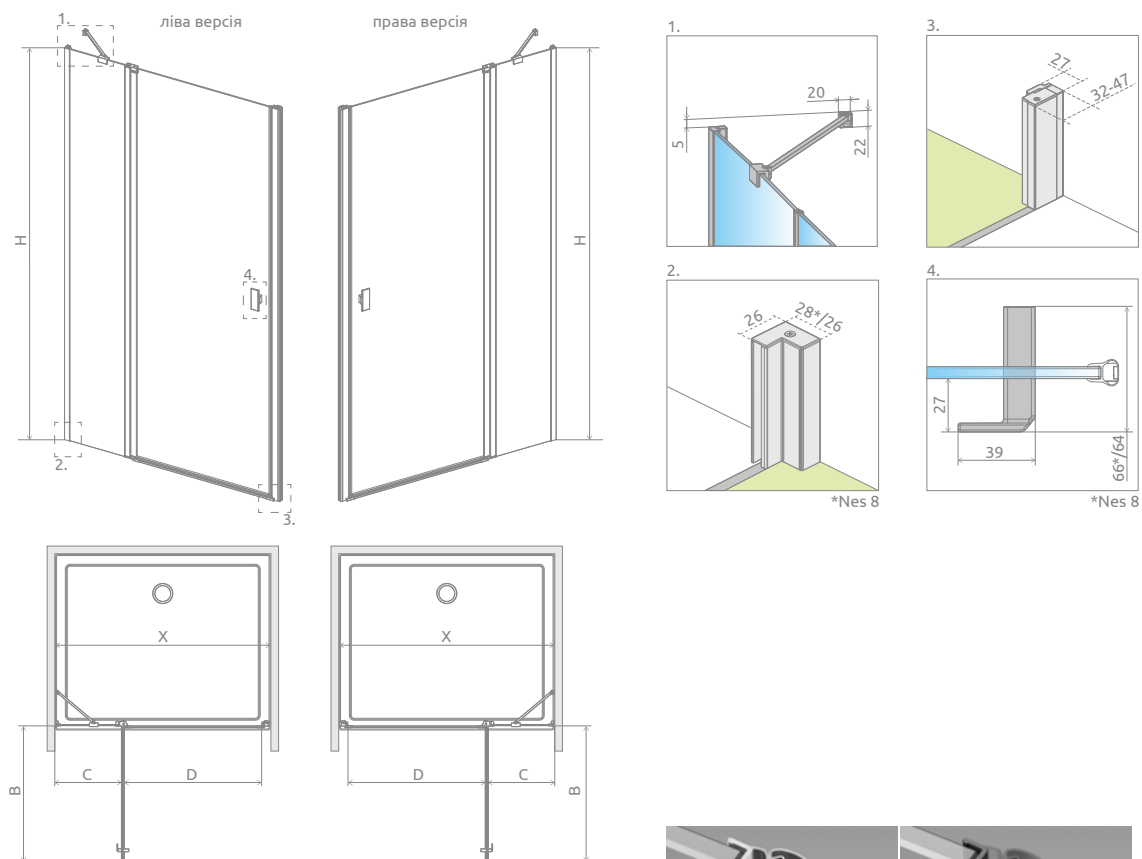 1.
ліва версія
права версія
H
4.
2.
3.
H
1.
20
5
22
3.
27
32-47
2.
26
28*/26
*Nes 8
4.
27
39
66*/64
*Nes 8
X
C
D
B
X
D
C
B